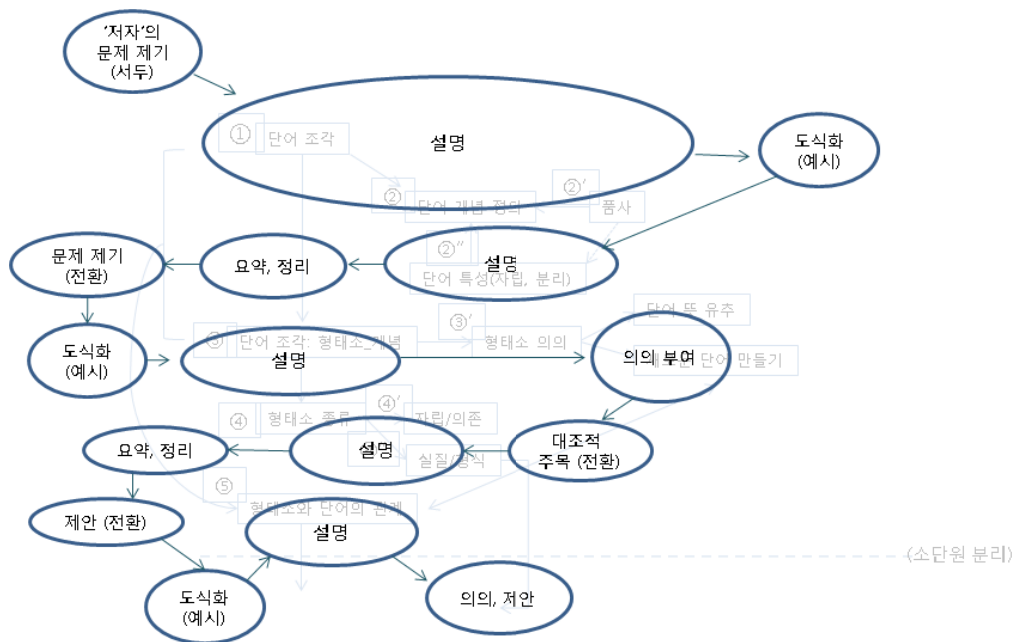 '저자'의
문제 제기
(서두)
설명
① 단어 조각
도식화
(예시)
② 단어 개념 정의
②′
품사
②″
설명
단어 특성(자립, 분리)
요약, 정리
문제 제기
(전환)
단어 뜻 유추
③′
형태소 의의
단어 조각: 형태소_개념
설명
도식화
(예시)
의의 부여
단어 만들기
④ 형태소 종류
④′
자립/의존
설명
실질/형식
대조적
주목 (전환)
요약, 정리
⑤
형태소와 단어의 관계
설명
제안 (전환)
(소단원 분리)
도식화
(예시)
의의, 제안